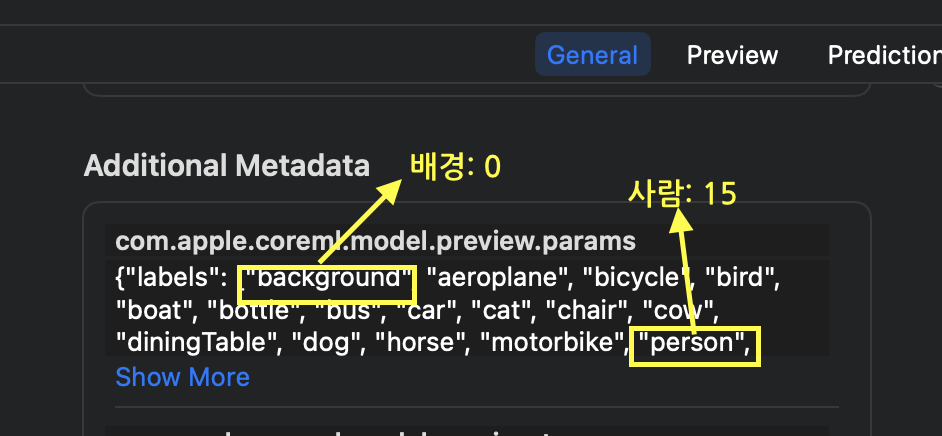 General Preview Prediction
Additional Metadata
배경: 0
사람: 15
com.apple.coreml.model.preview.params
{"labels": ["background", "aeroplane", "bicycle", "bird",
"boat", "bottle", "bus", "car", "cat", "chair", "cow",
"diningTable", "dog", "horse", "motorbike", "person",
Show More